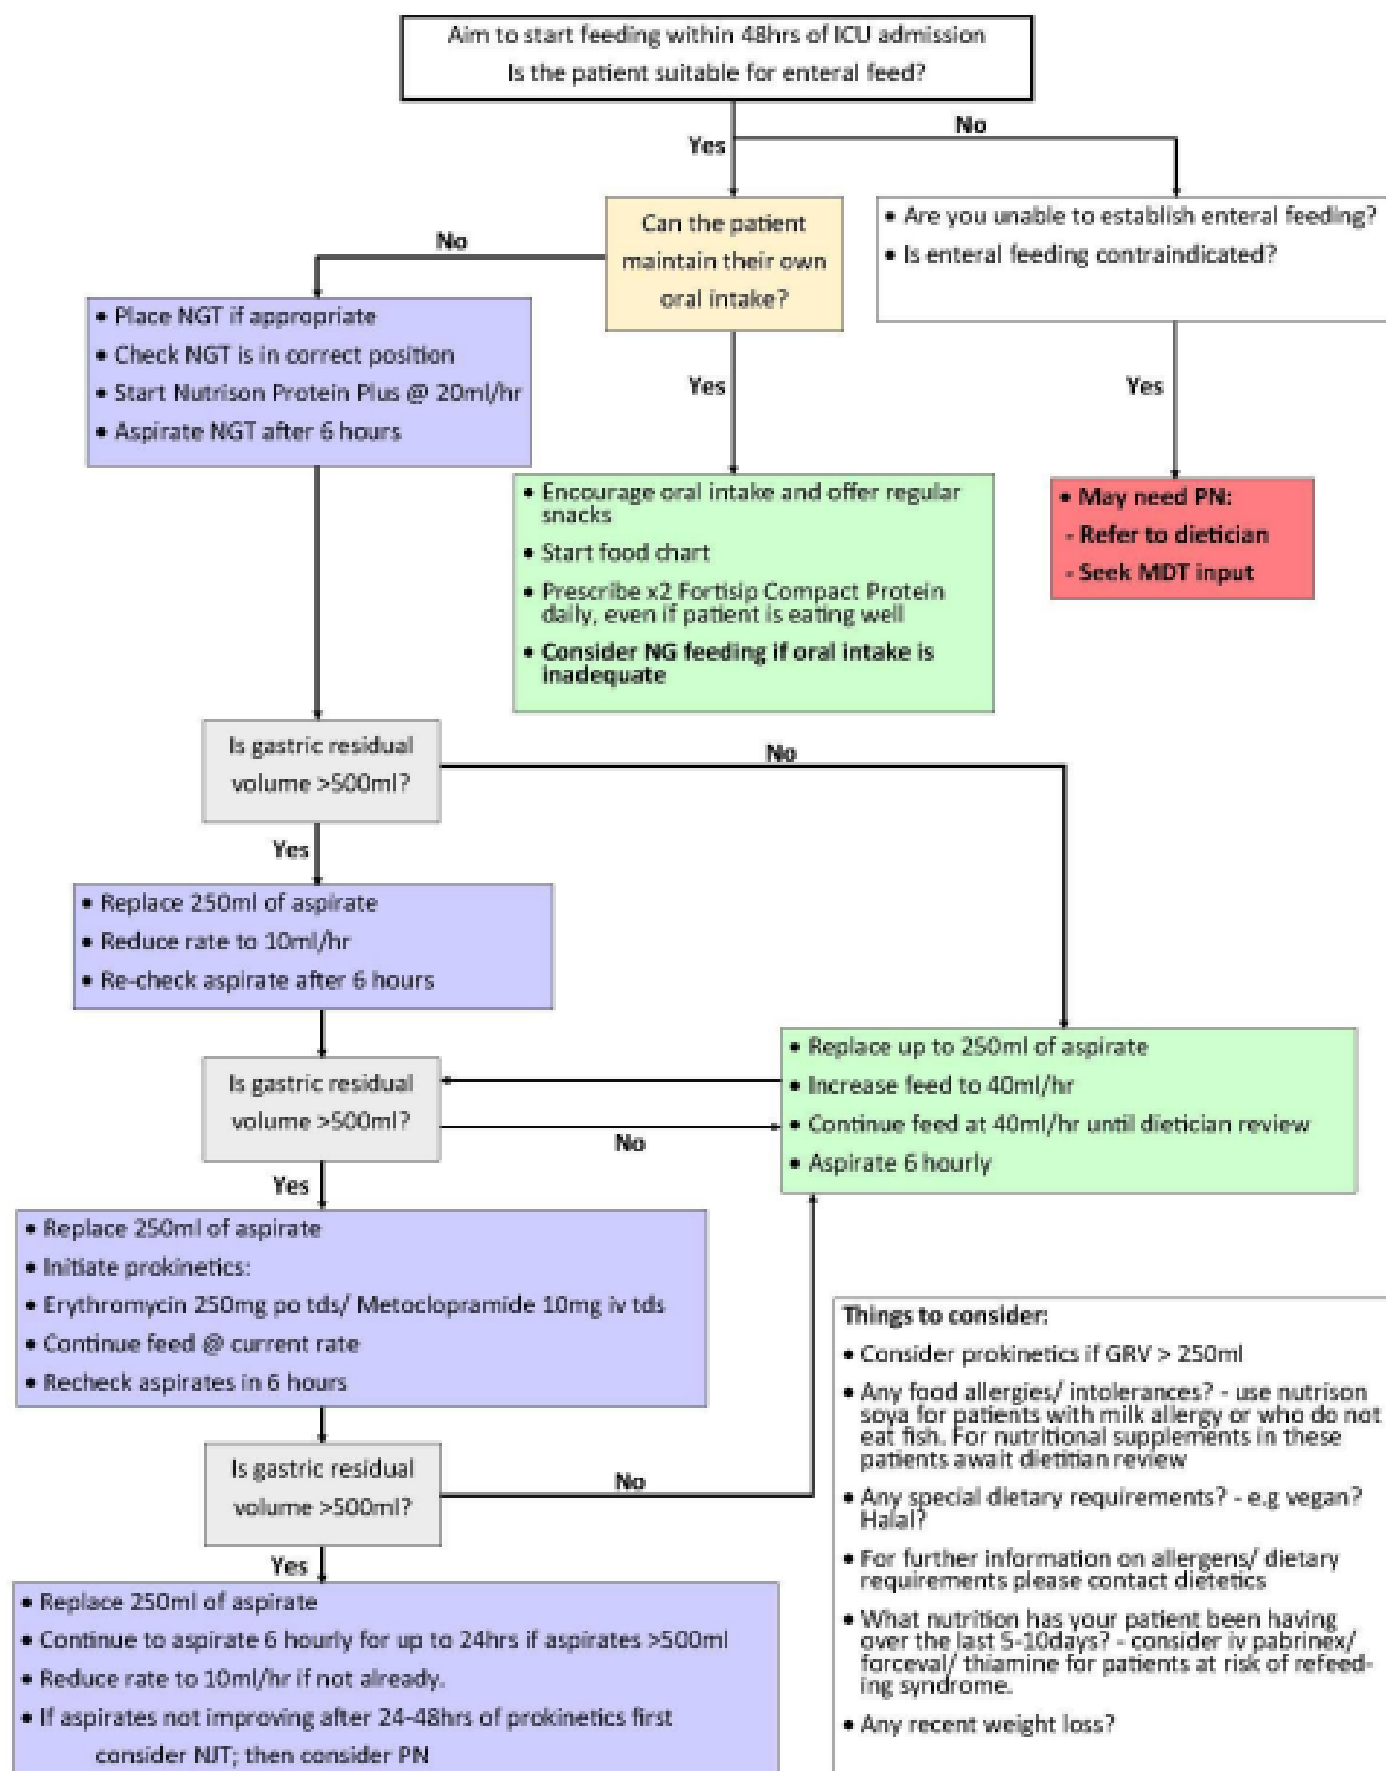 Aim to start feeding within 48hrs of ICU admission
Is the patient suitable for enteral feed?
No
Yes
Can the patient
maintain their own
oral intake?
• Are you unable to establish enteral feeding?
• Is enteral feeding contraindicated?
No
• Place NGT if appropriate
• Check NGT is in correct position
• Start Nutrison Protein Plus @ 20ml/hr
• Aspirate NGT after 6 hours
Yes
Yes
• Encourage oral intake and offer regular
snacks
• Start food chart
• Prescribe x2 Fortisip Compact Protein
daily, even if patient is eating well
• Consider NG feeding if oral intake is
inadequate
• May need PN:
- Refer to dietician
- Seek MDT input
Is gastric residual
volume >500ml?
No
Yes
• Replace 250ml of aspirate
• Reduce rate to 10ml/hr
• Re-check aspirate after 6 hours
Is gastric residual
volume >500ml?
No
• Replace up to 250ml of aspirate
• Increase feed to 40ml/hr
• Continue feed at 40ml/hr until dietician review
• Aspirate 6 hourly
Yes
• Replace 250ml of aspirate
• Initiate prokinetics:
• Erythromycin 250mg po tds/ Metoclopramide 10mg iv tds
• Continue feed @ current rate
• Recheck aspirates in 6 hours
Is gastric residual
volume >500ml?
No
Yes
• Replace 250ml of aspirate
• Continue to aspirate 6 hourly for up to 24hrs if aspirates >500ml
• Reduce rate to 10ml/hr if not already.
• If aspirates not improving after 24-48hrs of prokinetics first
consider NJT; then consider PN
Things to consider:
• Consider prokinetics if GRV > 250ml
• Any food allergies/ intolerances? - use nutrison
soya for patients with milk allergy or who do not
eat fish. For nutritional supplements in these
patients await dietitian review
• Any special dietary requirements? - e.g vegan?
Halal?
• For further information on allergens/ dietary
requirements please contact dietetics
• What nutrition has your patient been having
over the last 5-10days? - consider iv pabrinex/
forceval/ thiamine for patients at risk of refeed-
ing syndrome.
• Any recent weight loss?